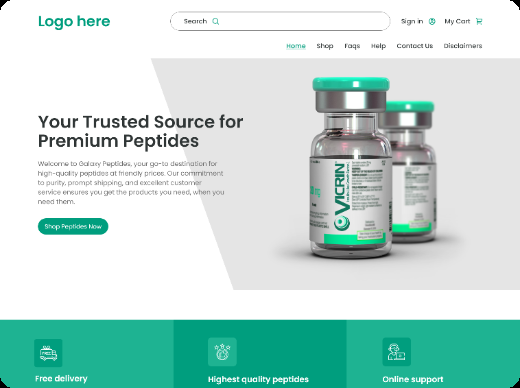 Logo here
Search
Sign in
My Cart
Home
Shop
Faqs
Help
Contact Us
Disclaimers
Your Trusted Source for
Premium Peptides
Welcome to Galaxy Peptides, your go-to destination for
high-quality peptides at friendly prices. Our commitment
to purity, prompt shipping, and excellent customer
service ensures you get the products you need, when you
need them.
Shop Peptides Now
VICRIN
FREE
Free delivery
Highest quality peptides
Online support